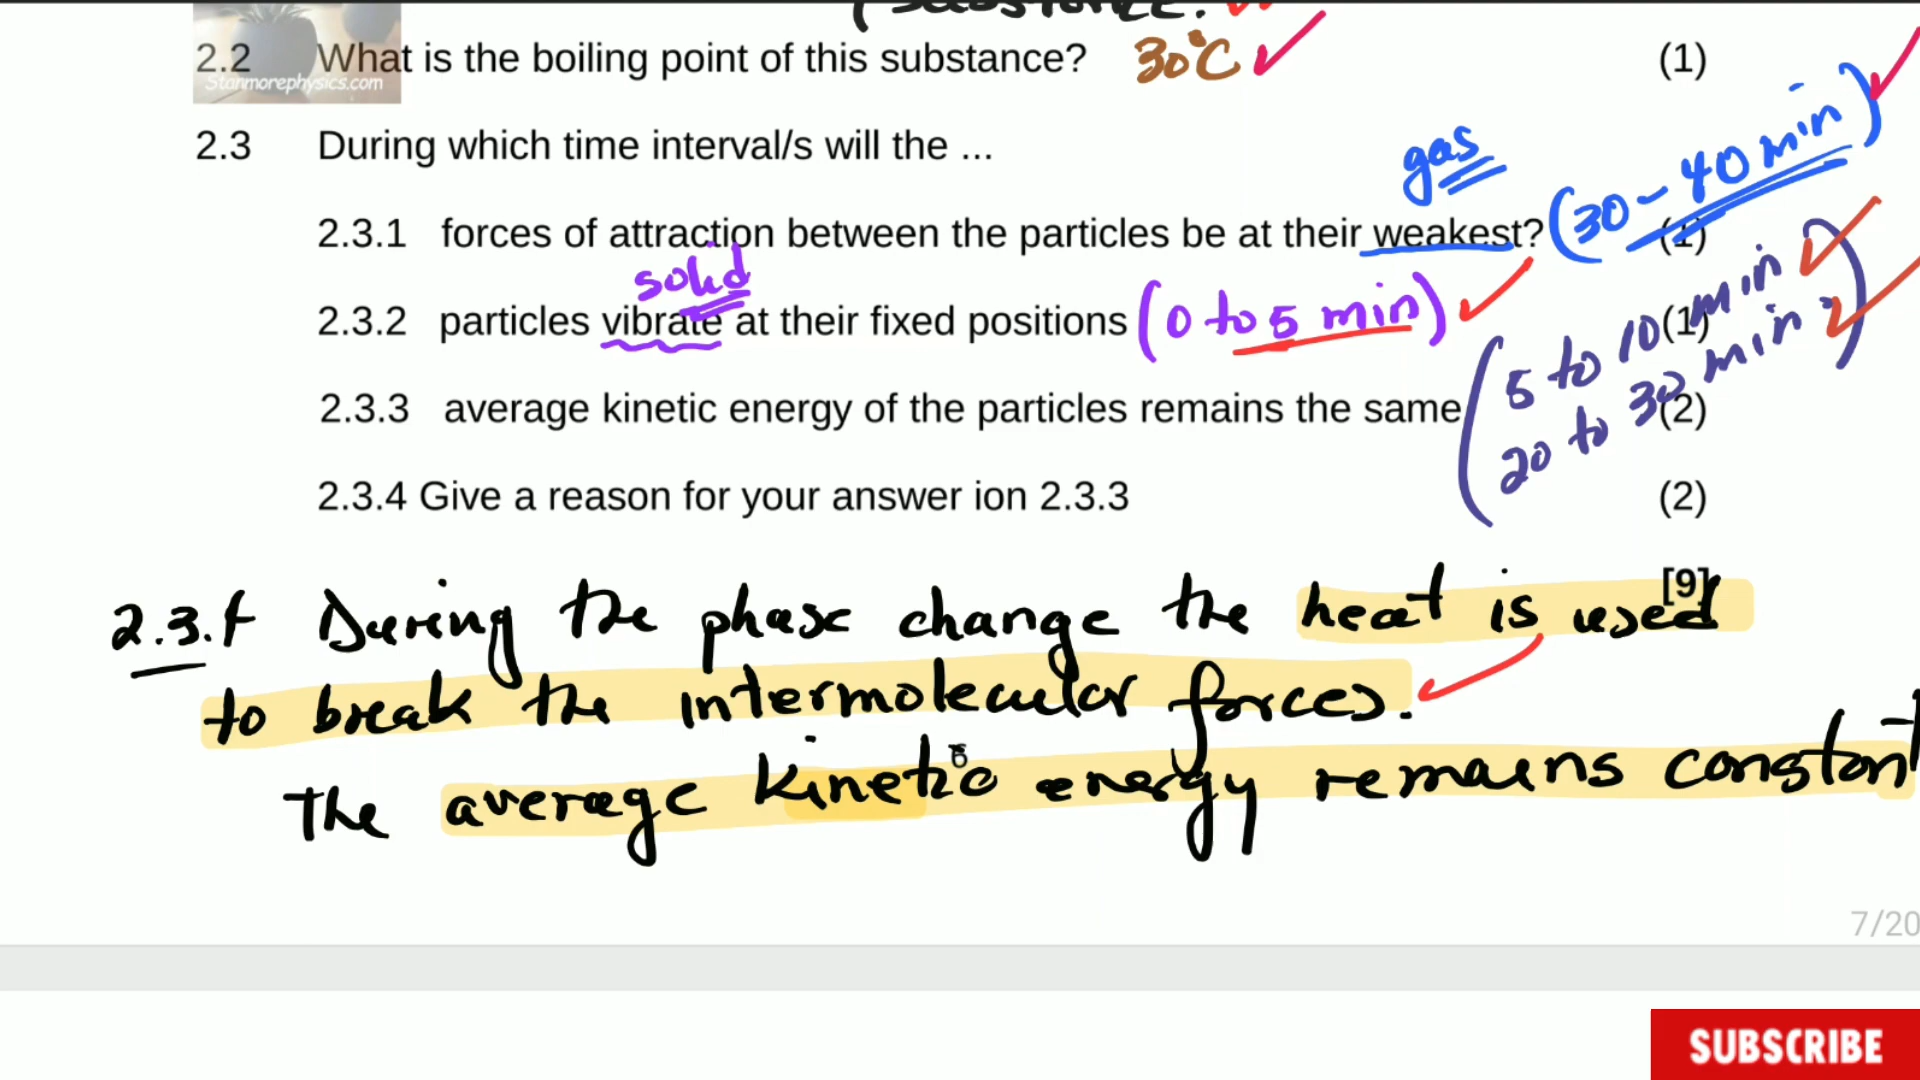 substance.
2.2 What is the boiling point of this substance? 30°C (1)
Stanmorephysics.com
2.3 During which time interval/s will the ...
gas
2.3.1 forces of attraction between the particles be at their weakest? (30 - 40 min) (1)
solid
2.3.2 particles vibrate at their fixed positions (0 to 5 min) (1)
(5 to 10 min
2.3.3 average kinetic energy of the particles remains the same (2)
20 to 30 min)
2.3.4 Give a reason for your answer ion 2.3.3 (2)
[9]
2.3.4 During the phase change the heat is used
to break the intermolecular forces.
6
The average kinetic energy remains constant
7/20
SUBSCRIBE